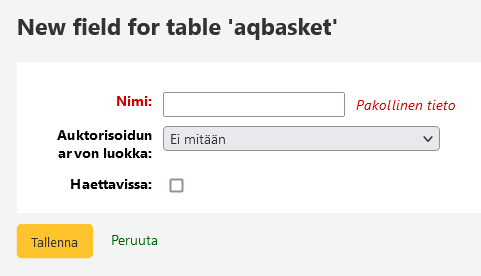 New field for table 'aqbasket'
Nimi:
Pakollinen tieto
Auktorisoidun
arvon luokka:
Ei mitään
Haettavissa:
Tallenna
Peruuta